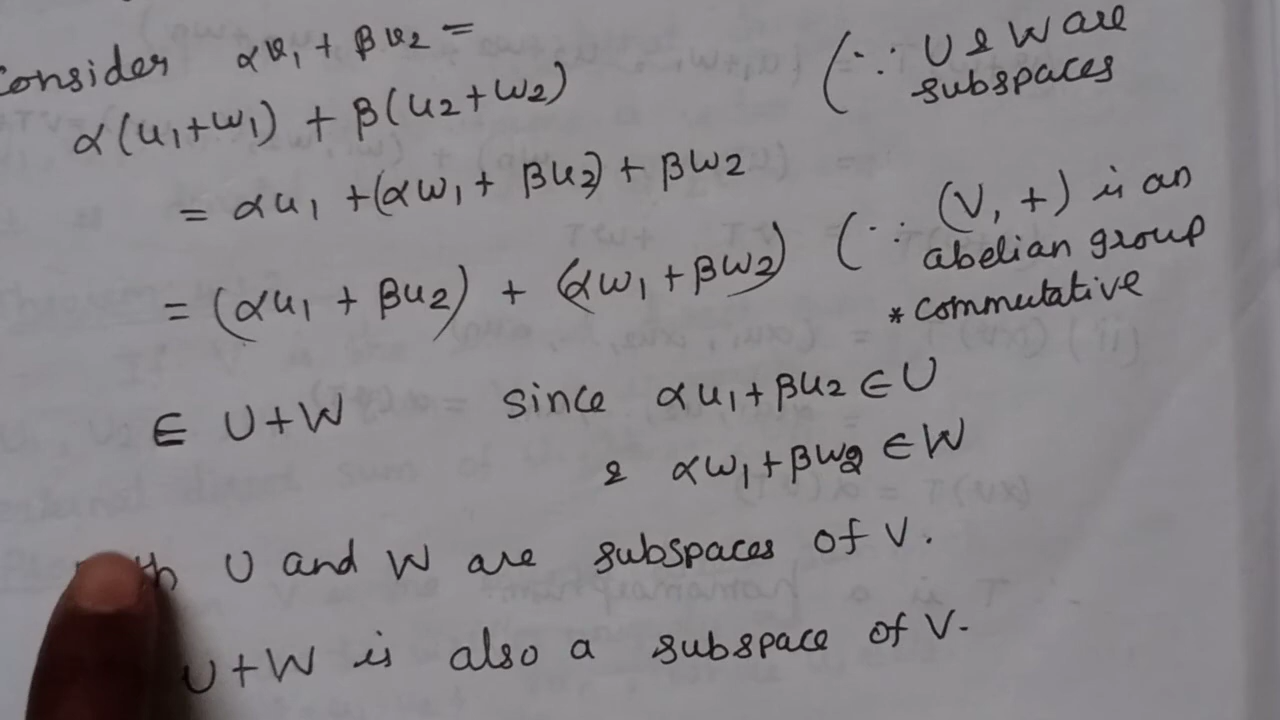 Consider αv₁ + βv₂ =
α(u₁+w₁) + β(u₂+w₂) (∵ U & W are subspaces
= αu₁ + (αw₁ + βu₂) + βw₂
= (αu₁ + βu₂) + (αw₁ + βw₂) (∵ (V, +) is an abelian group
* commutative
∈ U+W since αu₁ + βu₂ ∈ U
& αw₁ + βw₂ ∈ W
U and W are subspaces of V.
U+W is also a subspace of V.